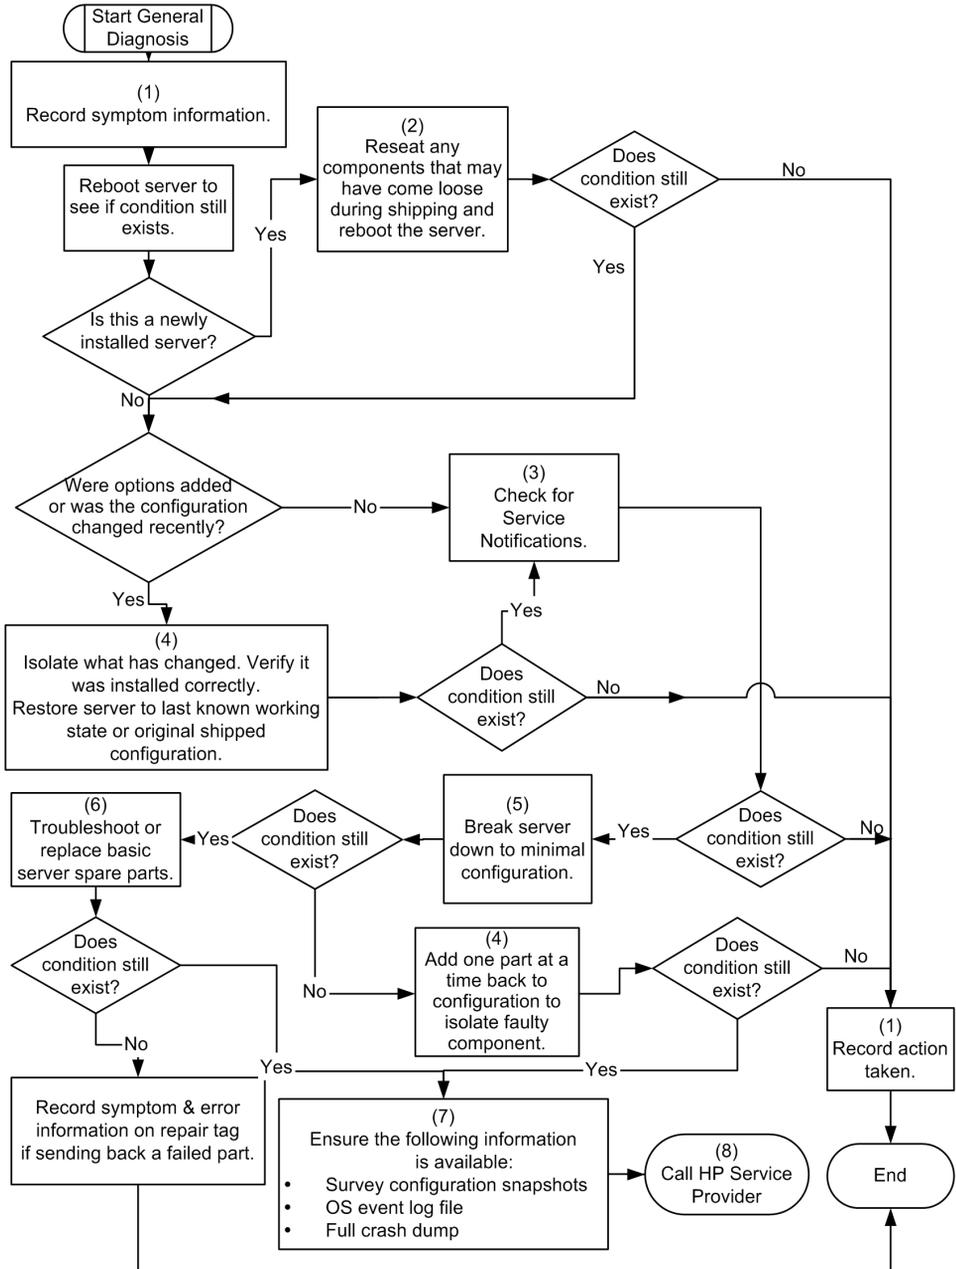 Start General
Diagnosis
(1)
Record symptom information.
Reboot server to
see if condition still
exists.
Is this a newly
installed server?
Yes
(2)
Reseat any
components that may
have come loose
during shipping and
reboot the server.
Does
condition still
exist?
No
Yes
No
Were options added
or was the configuration
changed recently?
No
(3)
Check for
Service
Notifications.
Yes
Yes
(4)
Isolate what has changed. Verify it
was installed correctly.
Restore server to last known working
state or original shipped
configuration.
Does
condition still
exist?
No
Does
condition still
exist?
No
Yes
(5)
Break server
down to minimal
configuration.
Does
condition still
exist?
Yes
(6)
Troubleshoot or
replace basic
server spare parts.
Does
condition still
exist?
No
(4)
Add one part at a
time back to
configuration to
isolate faulty
component.
Does
condition still
exist?
No
(1)
Record action
taken.
No
Yes
Yes
Record symptom & error
information on repair tag
if sending back a failed part.
(7)
Ensure the following information
is available:
• Survey configuration snapshots
• OS event log file
• Full crash dump
(8)
Call HP Service
Provider
End